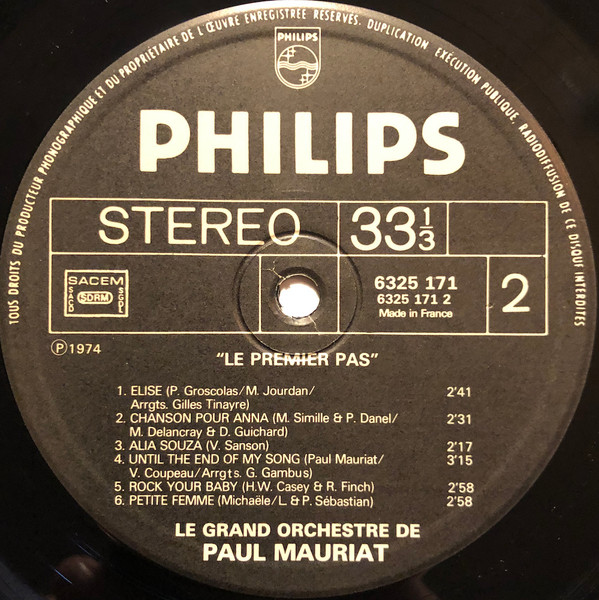 TOUS DROITS DU PRODUCTEUR PHONOGRAPHIQUE ET DU PROPRIÉTAIRE DE L'ŒUVRE ENREGISTRÉE RÉSERVÉS. DUPLICATION EXÉCUTION PUBLIQUE, RADIODIFFUSION DE CE DISQUE INTERDITES
PHILIPS
PHILIPS
STEREO 33⅓
SACEM
SACD SDRM SGDL
6325 171
6325 171 2
Made in France
2
Ⓟ1974
"LE PREMIER PAS"
1. ELISE (P. Groscolas/M. Jourdan/ 2'41
Arrgts. Gilles Tinayre)
2. CHANSON POUR ANNA (M. Simille & P. Danel/ 2'31
M. Delancray & D. Guichard)
3. ALIA SOUZA (V. Sanson) 2'17
4. UNTIL THE END OF MY SONG (Paul Mauriat/ 3'15
V. Coupeau/Arrgts. G. Gambus)
5. ROCK YOUR BABY (H.W. Casey & R. Finch) 2'58
6. PETITE FEMME (Michaële/L. & P. Sébastian) 2'58
LE GRAND ORCHESTRE DE
PAUL MAURIAT